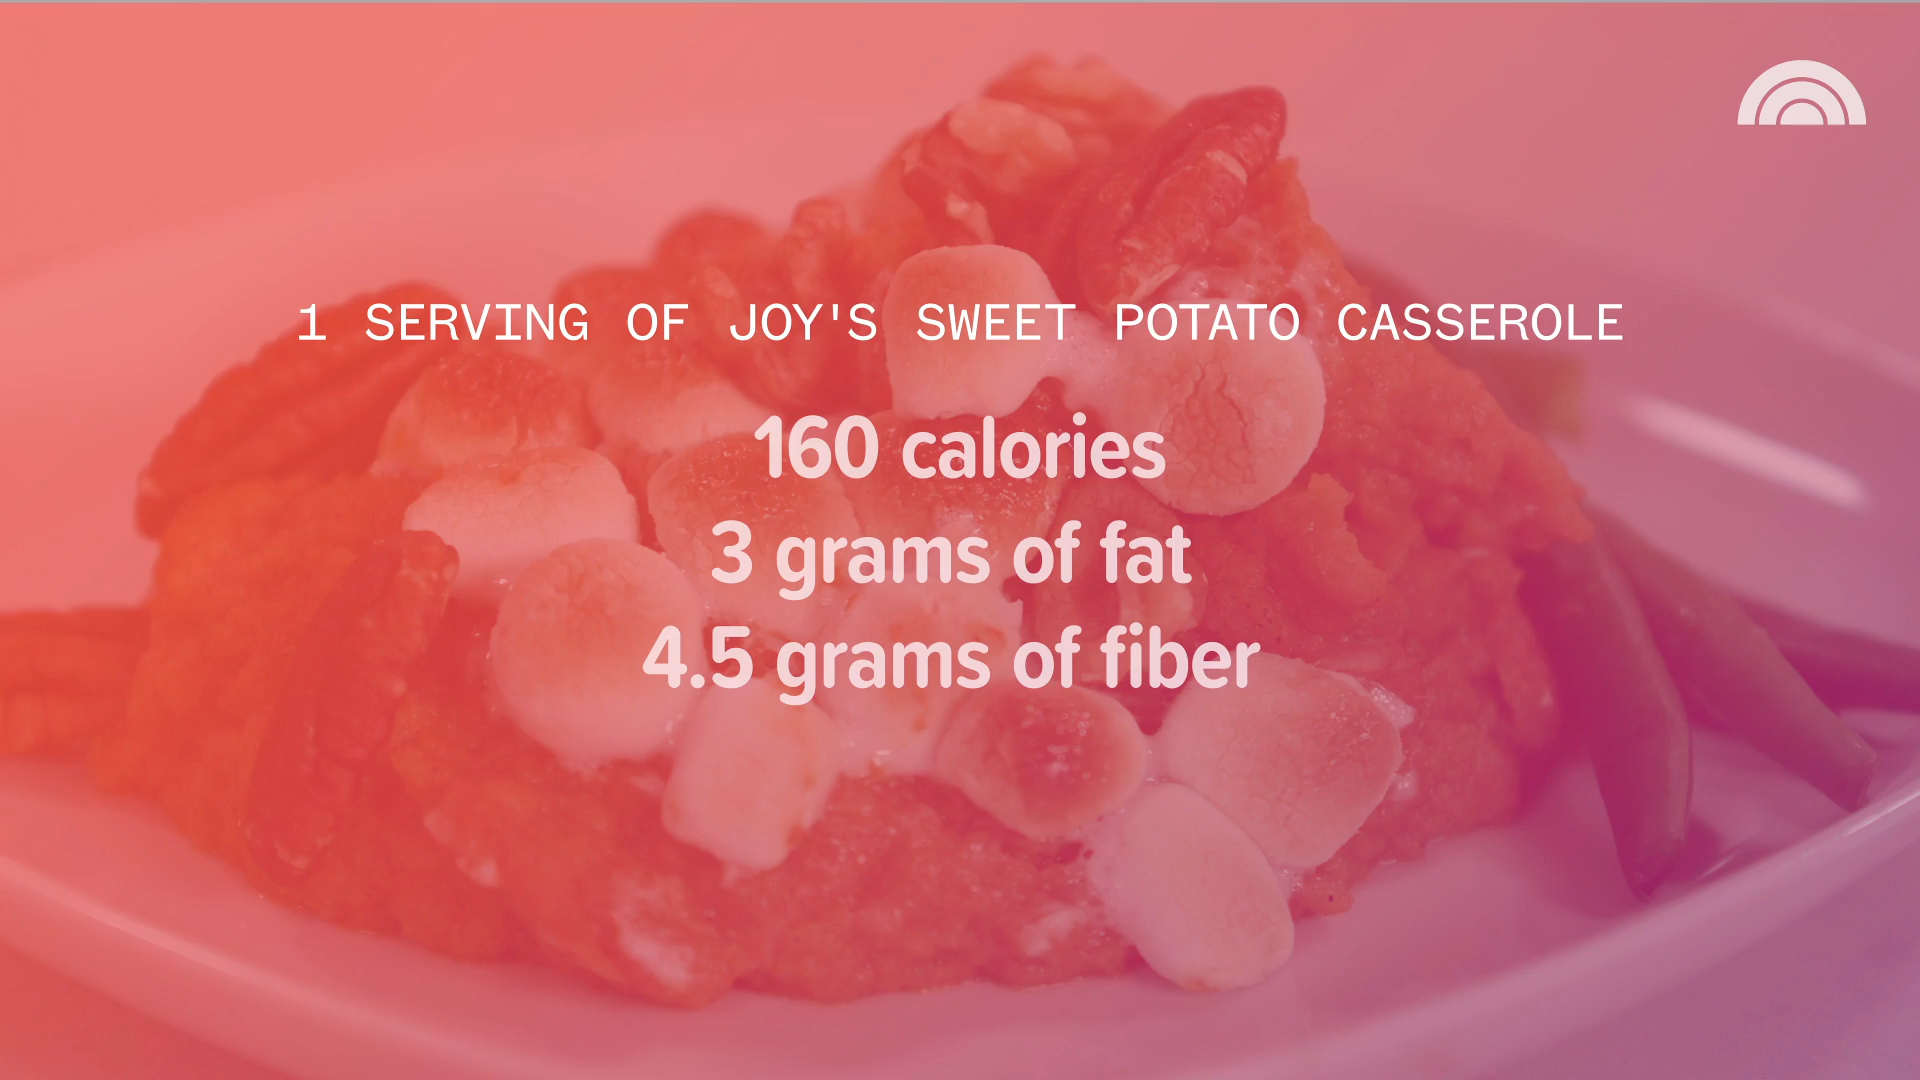 1 SERVING OF JOY'S SWEET POTATO CASSEROLE
160 calories
3 grams of fat
4.5 grams of fiber